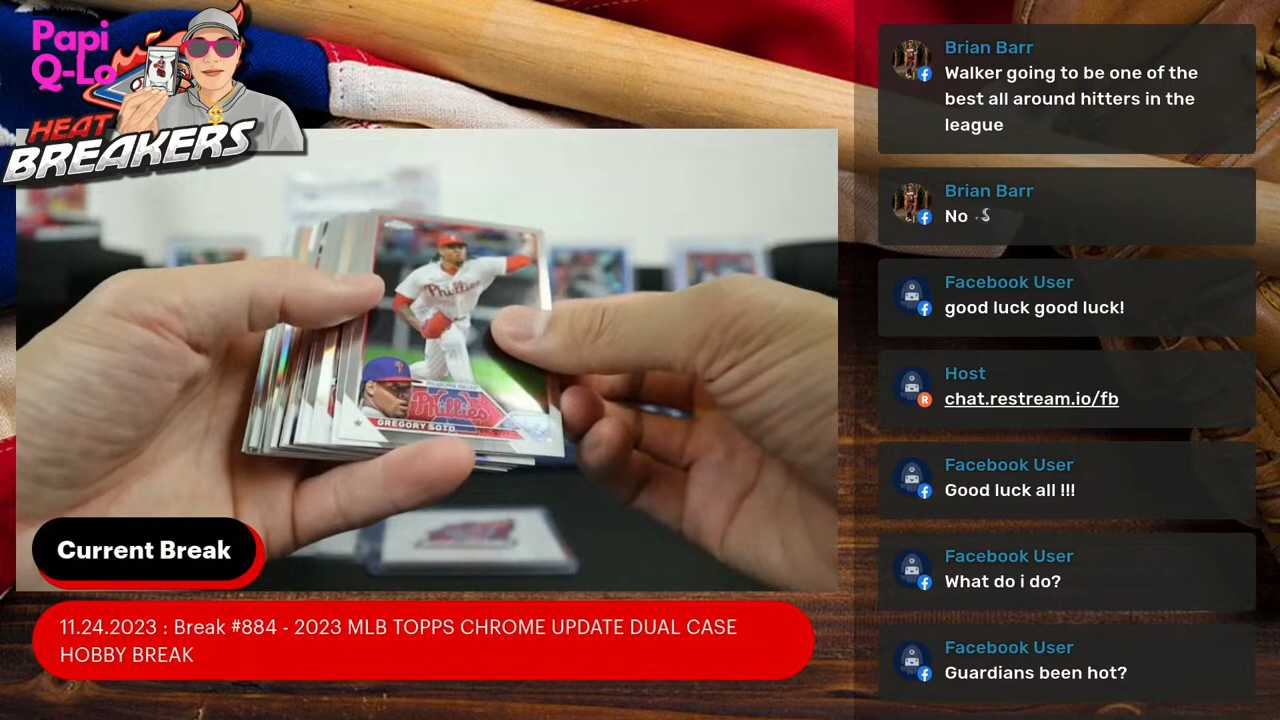 Papi
Q-Lo
HEAT
BREAKERS
Phillies
PHILADELPHIA PHILLIES
Phillies
GREGORY SOTO
Current Break
11.24.2023 : Break #884 - 2023 MLB TOPPS CHROME UPDATE DUAL CASE
HOBBY BREAK
Brian Barr
Walker going to be one of the
best all around hitters in the
league
Brian Barr
No
Facebook User
good luck good luck!
Host
chat.restream.io/fb
Facebook User
Good luck all !!!
Facebook User
What do i do?
Facebook User
Guardians been hot?